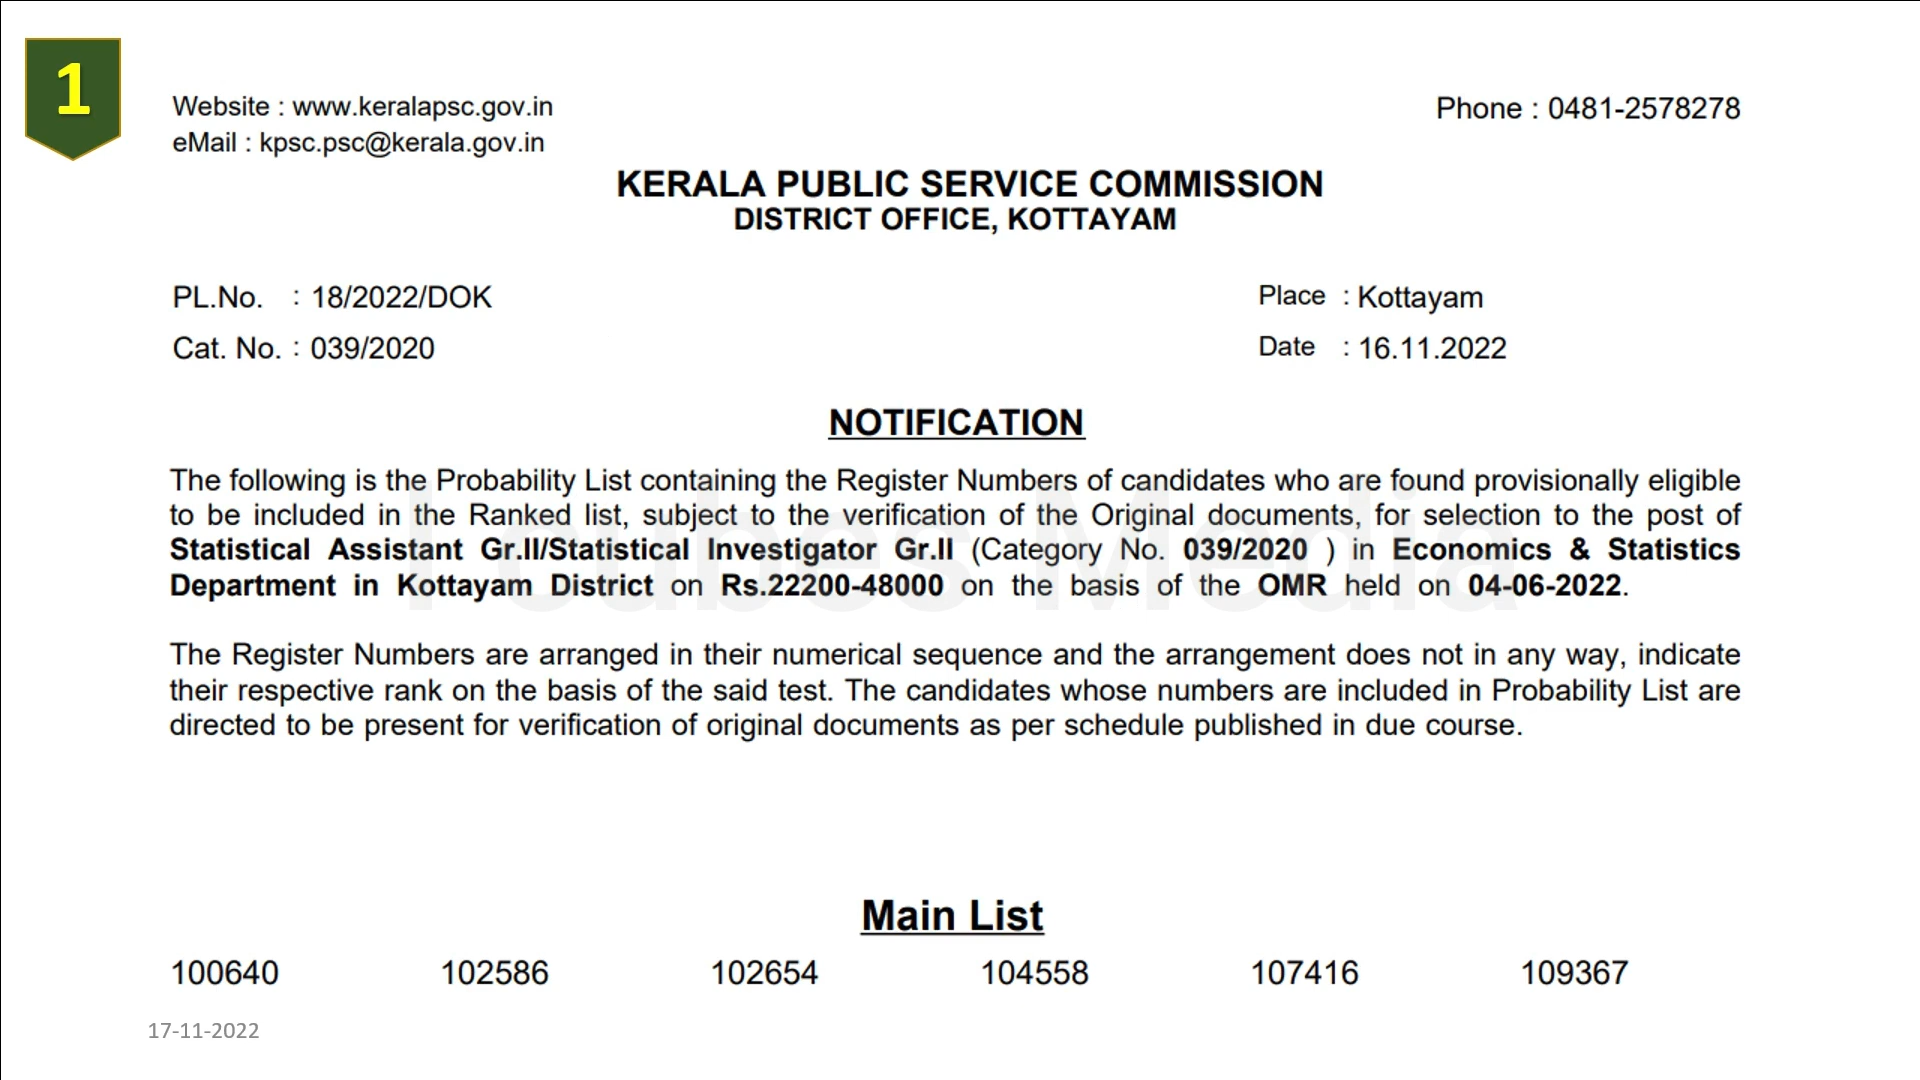 1
Website : www.keralapsc.gov.in
Phone : 0481-2578278
eMail : kpsc.psc@kerala.gov.in
KERALA PUBLIC SERVICE COMMISSION
DISTRICT OFFICE, KOTTAYAM
PL.No. : 18/2022/DOK
Place : Kottayam
Cat. No. : 039/2020
Date : 16.11.2022
NOTIFICATION
The following is the Probability List containing the Register Numbers of candidates who are found provisionally eligible
to be included in the Ranked list, subject to the verification of the Original documents, for selection to the post of
Statistical Assistant Gr.II/Statistical Investigator Gr.II (Category No. 039/2020 ) in Economics & Statistics
Department in Kottayam District on Rs.22200-48000 on the basis of the OMR held on 04-06-2022.
The Register Numbers are arranged in their numerical sequence and the arrangement does not in any way, indicate
their respective rank on the basis of the said test. The candidates whose numbers are included in Probability List are
directed to be present for verification of original documents as per schedule published in due course.
Main List
100640 102586 102654 104558 107416 109367
17-11-2022